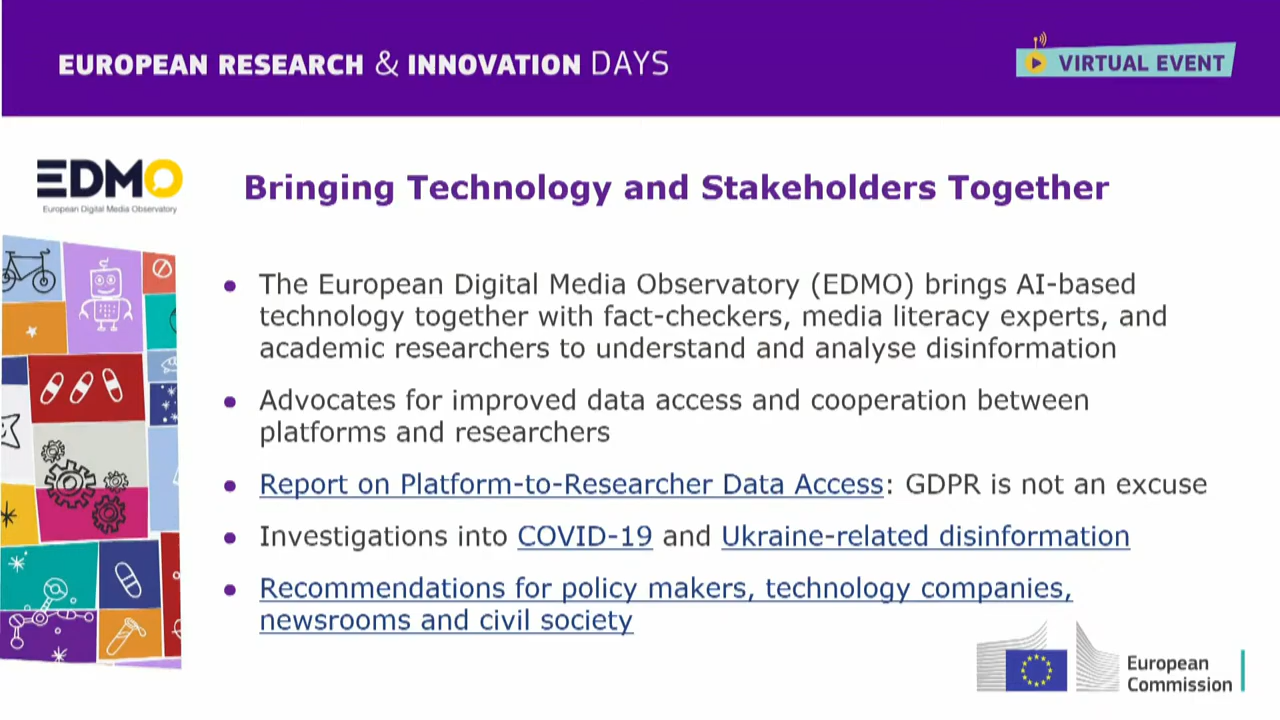 EUROPEAN RESEARCH & INNOVATION DAYS
VIRTUAL EVENT
EDMO
European Digital Media Observatory
Bringing Technology and Stakeholders Together
• The European Digital Media Observatory (EDMO) brings AI-based
technology together with fact-checkers, media literacy experts, and
academic researchers to understand and analyse disinformation
• Advocates for improved data access and cooperation between
platforms and researchers
• Report on Platform-to-Researcher Data Access: GDPR is not an excuse
• Investigations into COVID-19 and Ukraine-related disinformation
• Recommendations for policy makers, technology companies,
newsrooms and civil society
European
Commission